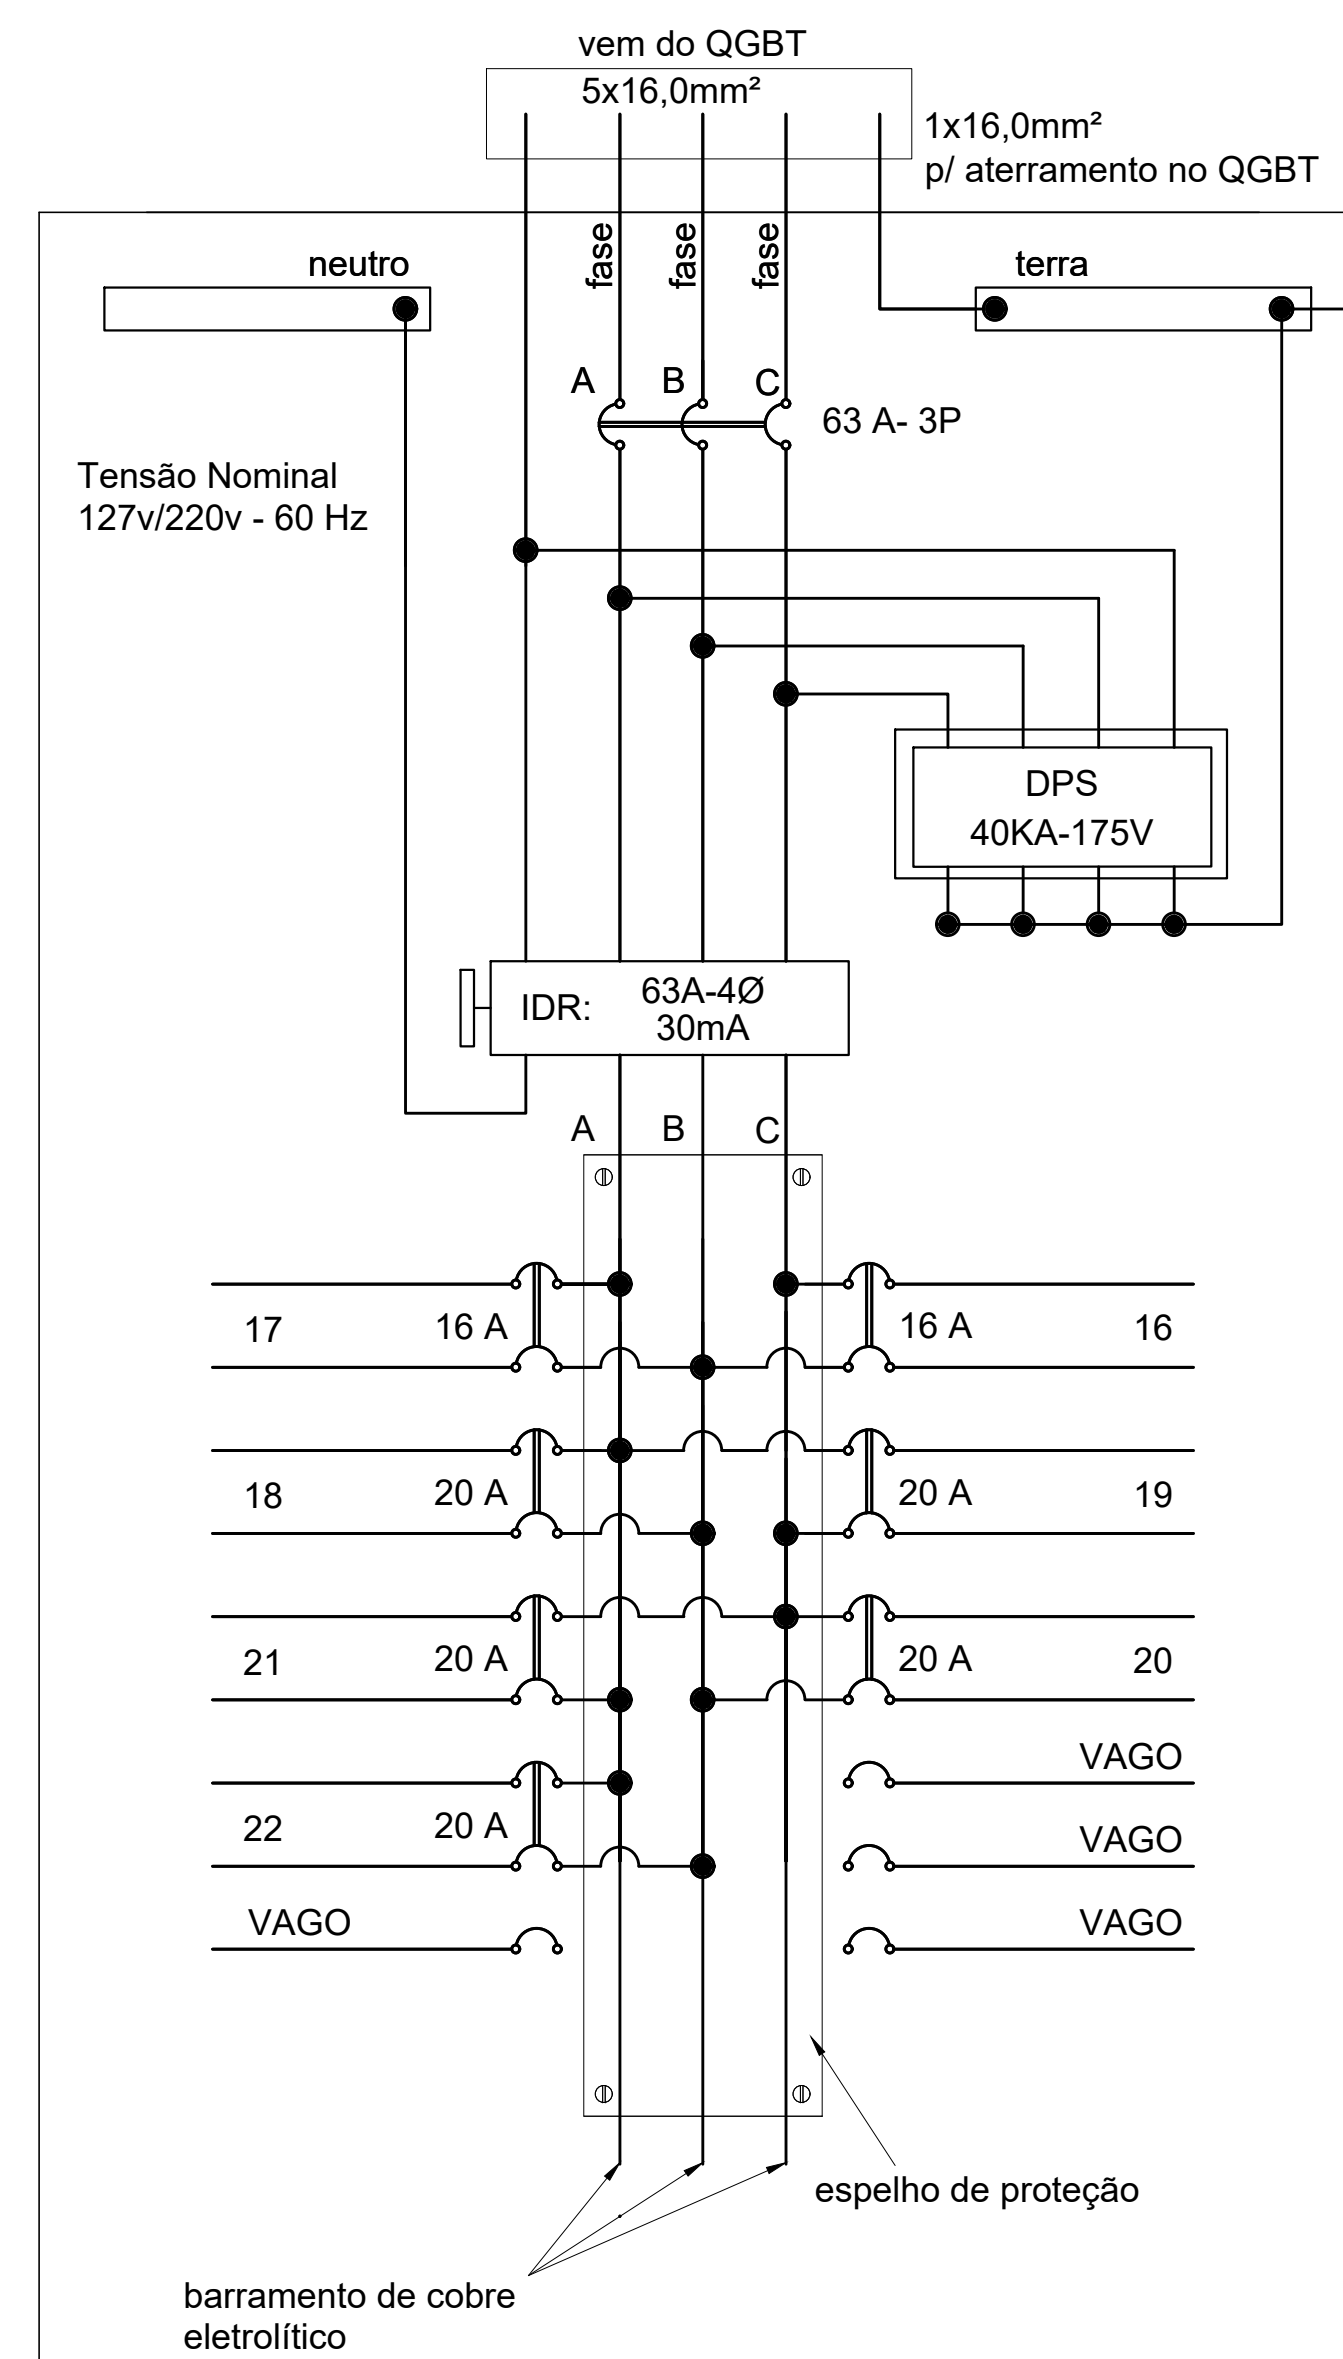 vem do QGBT
5x16,0mm²
1x16,0mm²
p/ aterramento no QGBT
neutro
fase
fase
fase
terra
A
B
C
63 A- 3P
Tensão Nominal
127v/220v - 60 Hz
DPS
40KA-175V
IDR:
63A-4Ø
30mA
A
B
C
17
16 A
16 A
16
18
20 A
20 A
19
21
20 A
20 A
20
VAGO
22
20 A
VAGO
VAGO
VAGO
espelho de proteção
barramento de cobre
eletrolítico